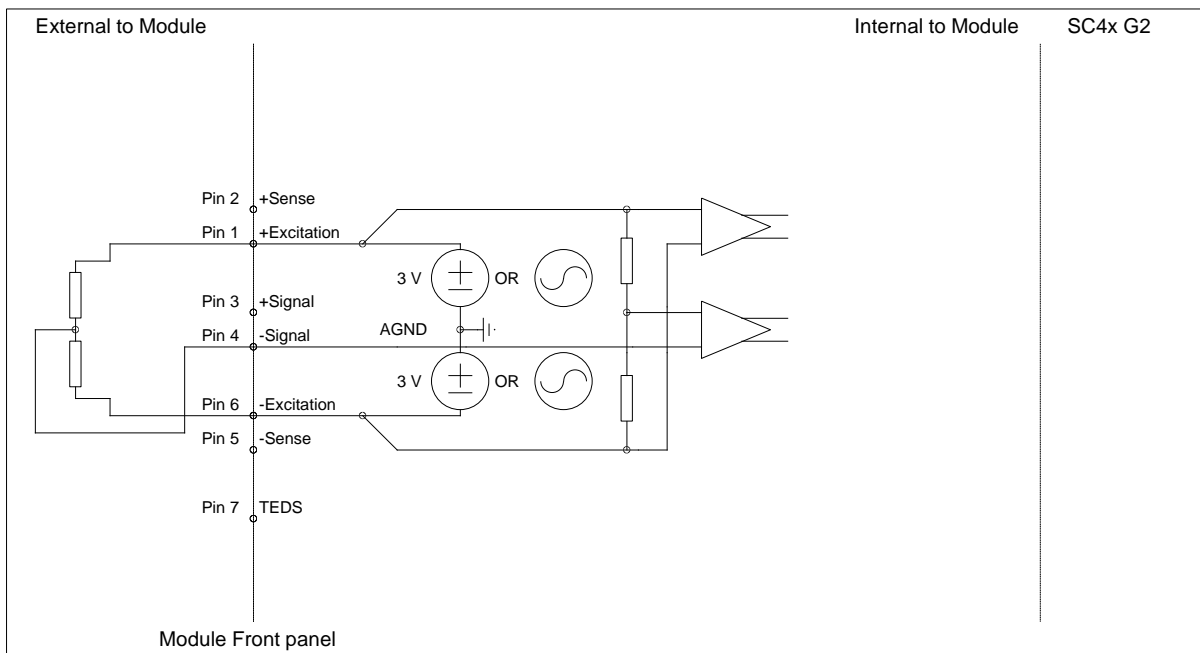 External to Module
Internal to Module
SC4x G2
Pin 2 +Sense
Pin 1 +Excitation
3 V OR
Pin 3 +Signal
AGND
Pin 4 -Signal
3 V OR
Pin 6 -Excitation
Pin 5 -Sense
Pin 7 TEDS
Module Front panel